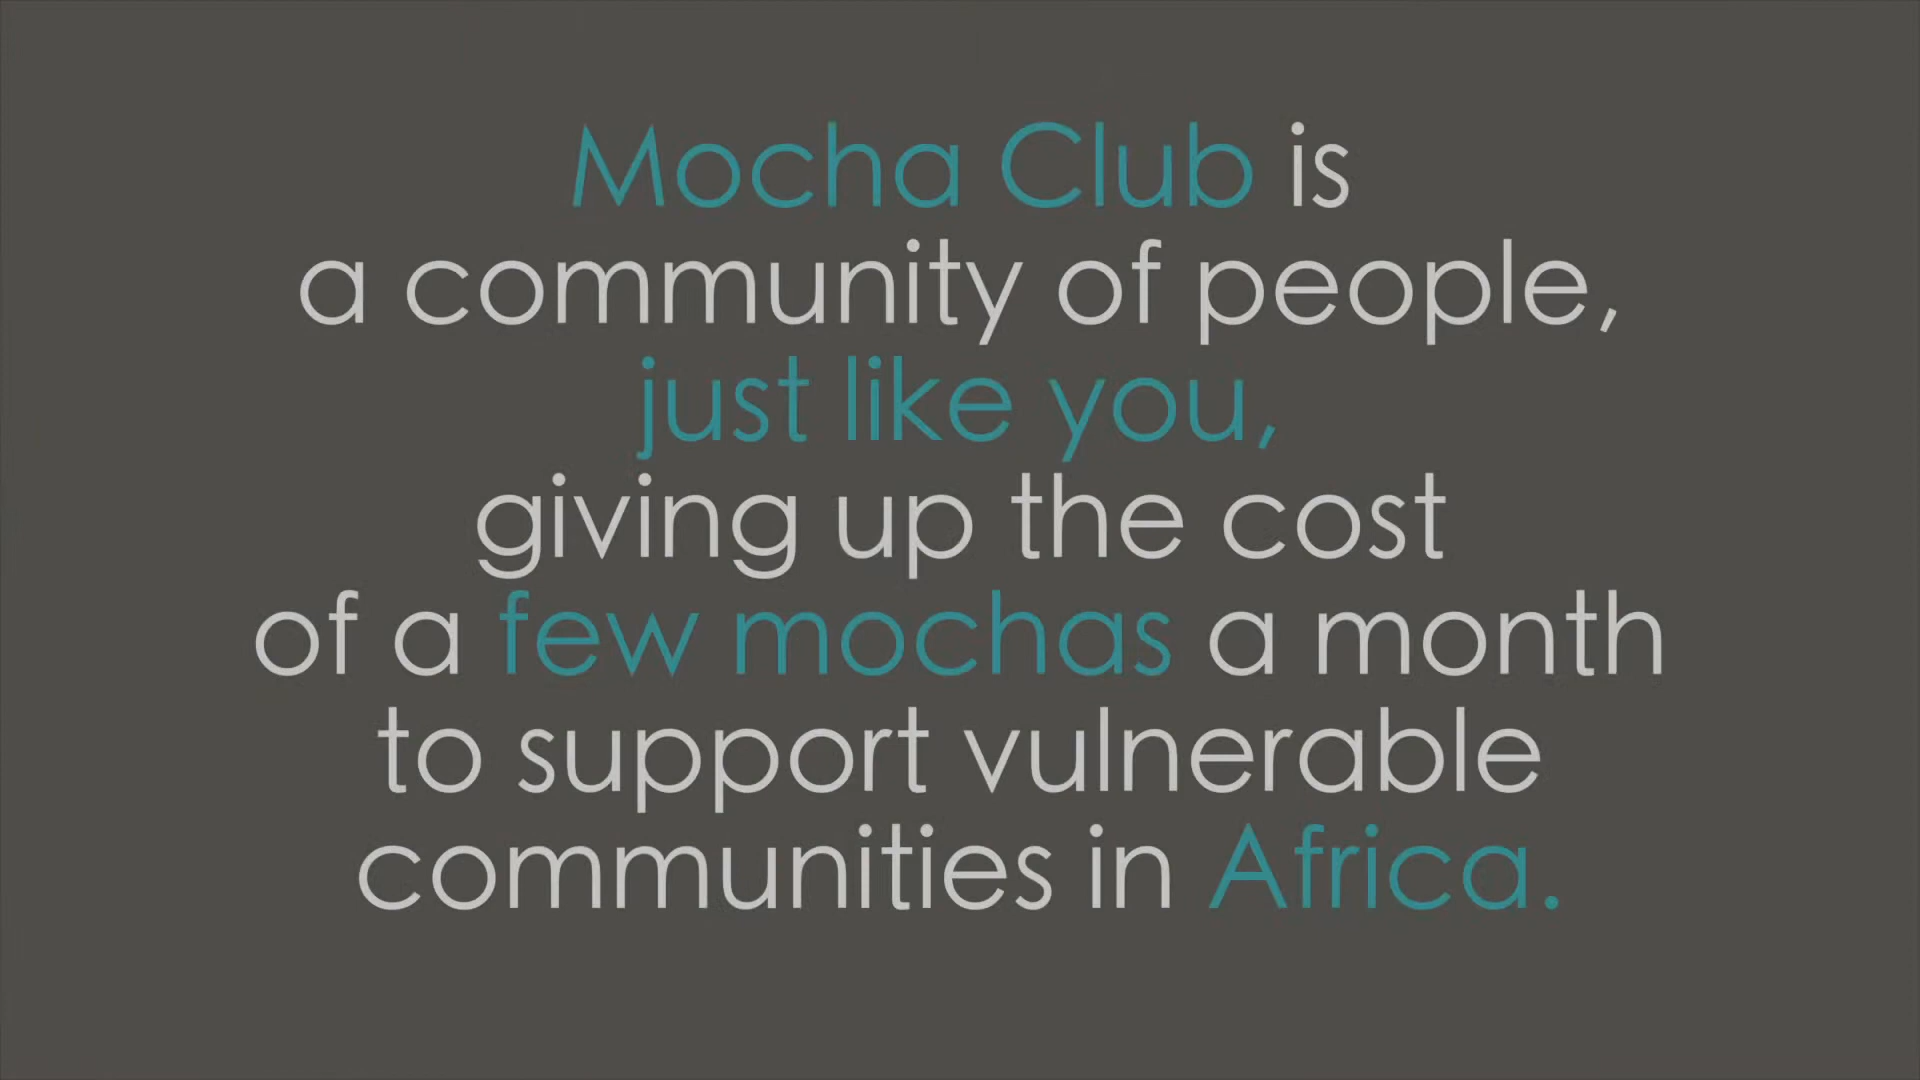 Mocha Club is
a community of people,
just like you,
giving up the cost
of a few mochas a month
to support vulnerable
communities in Africa.